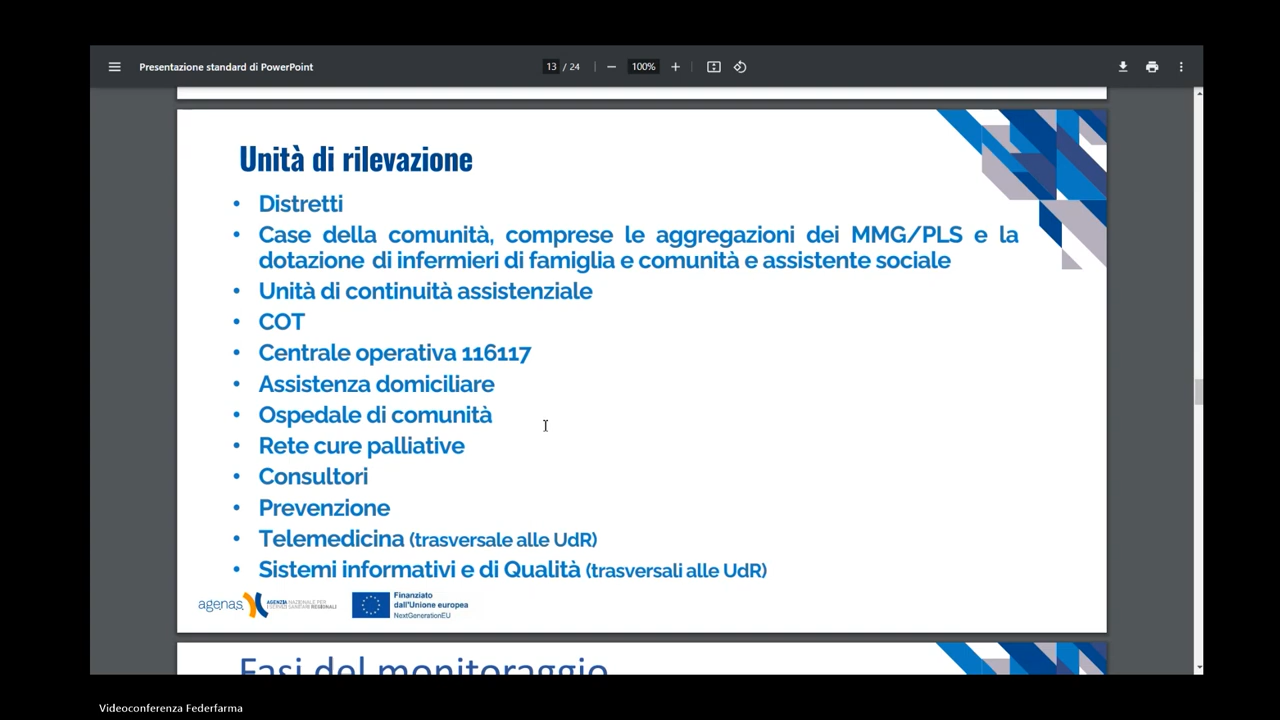 Presentazione standard di PowerPoint
13 / 24
100%
Unità di rilevazione
• Distretti
• Case della comunità, comprese le aggregazioni dei MMG/PLS e la
dotazione di infermieri di famiglia e comunità e assistente sociale
• Unità di continuità assistenziale
• COT
• Centrale operativa 116117
• Assistenza domiciliare
• Ospedale di comunità
• Rete cure palliative
• Consultori
• Prevenzione
• Telemedicina (trasversale alle UdR)
• Sistemi informativi e di Qualità (trasversali alle UdR)
agenas
AGENZIA NAZIONALE PER
I SERVIZI SANITARI REGIONALI
Finanziato
dall'Unione europea
NextGenerationEU
Fasi del monitoraggio
Videoconferenza Federfarma